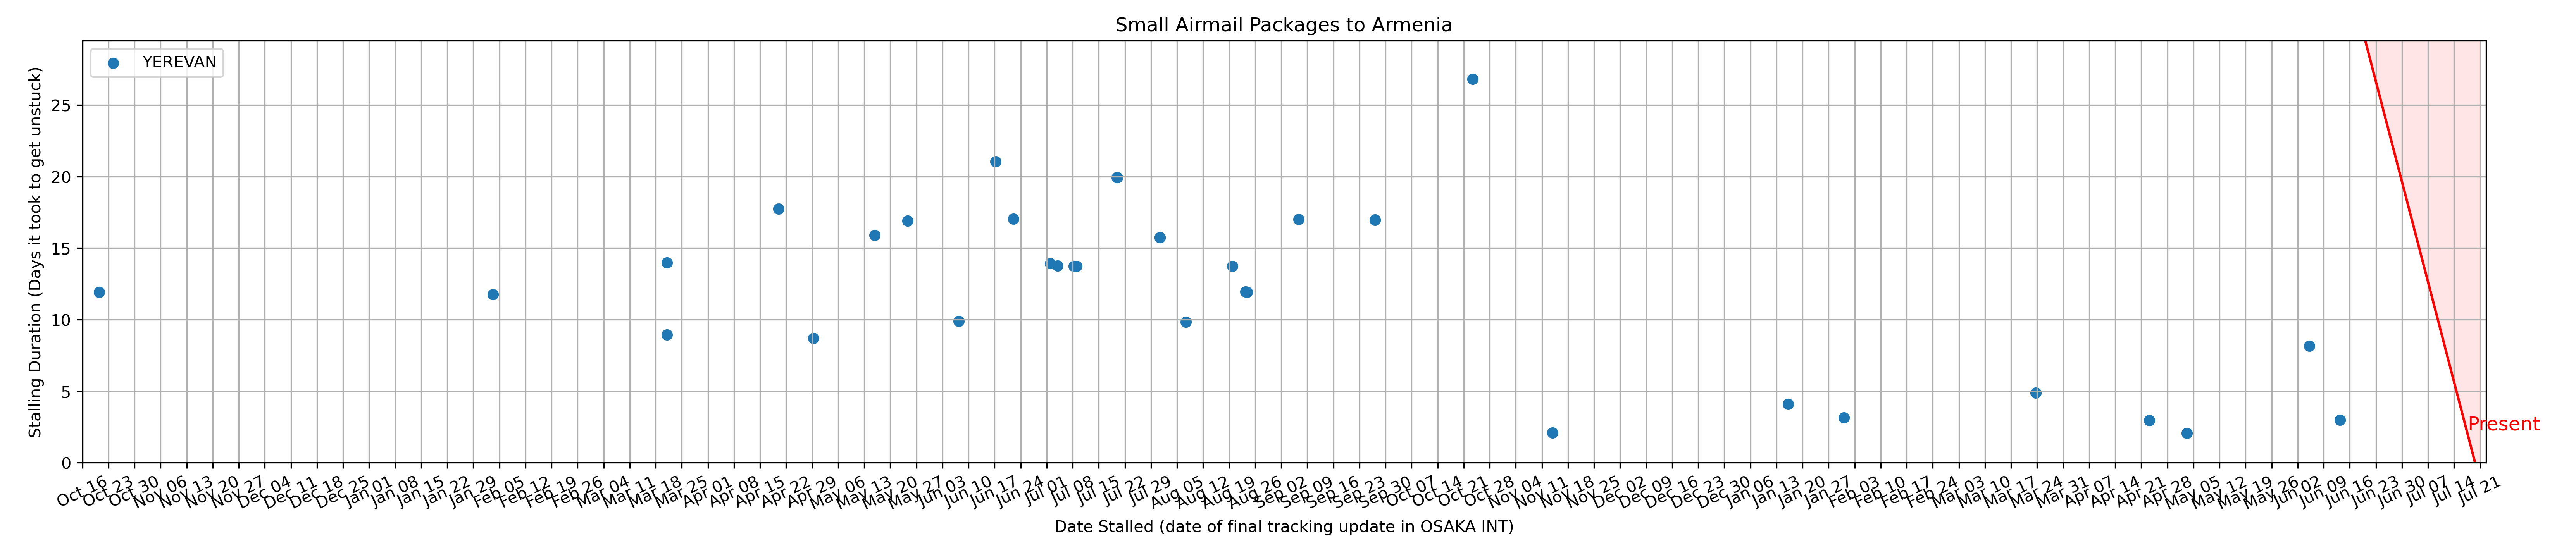 Small Airmail Packages to Armenia
YEREVAN
Stalling Duration (Days it took to get unstuck)
25
20
15
10
5
0
Present
Oct 16
Oct 23
Oct 30
Nov 06
Nov 13
Nov 20
Nov 27
Dec 04
Dec 11
Dec 18
Dec 25
Jan 01
Jan 08
Jan 15
Jan 22
Jan 29
Feb 05
Feb 12
Feb 19
Feb 26
Mar 04
Mar 11
Mar 18
Mar 25
Apr 01
Apr 08
Apr 15
Apr 22
Apr 29
May 06
May 13
May 20
May 27
Jun 03
Jun 10
Jun 17
Jun 24
Jul 01
Jul 08
Jul 15
Jul 22
Jul 29
Aug 05
Aug 12
Aug 19
Aug 26
Sep 02
Sep 09
Sep 16
Sep 23
Sep 30
Oct 07
Oct 14
Oct 21
Oct 28
Nov 04
Nov 11
Nov 18
Nov 25
Dec 02
Dec 09
Dec 16
Dec 23
Dec 30
Jan 06
Jan 13
Jan 20
Jan 27
Feb 03
Feb 10
Feb 17
Feb 24
Mar 03
Mar 10
Mar 17
Mar 24
Mar 31
Apr 07
Apr 14
Apr 21
Apr 28
May 05
May 12
May 19
May 26
Jun 02
Jun 09
Jun 16
Jun 23
Jun 30
Jul 07
Jul 14
Jul 21
Date Stalled (date of final tracking update in OSAKA INT)